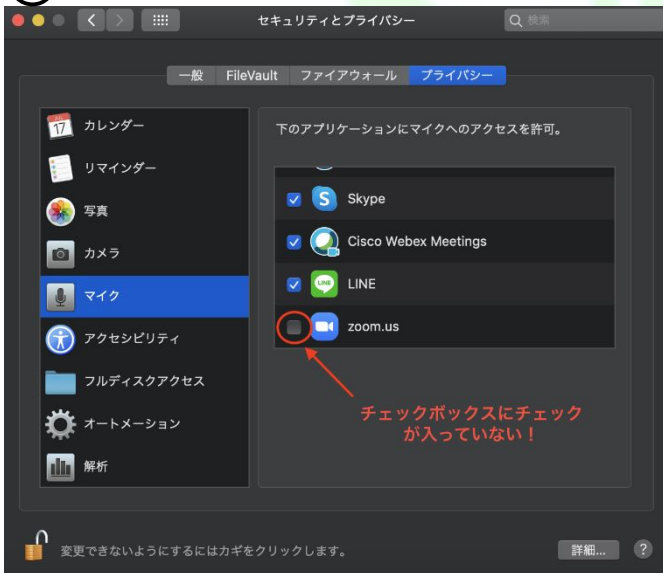 セキュリティとプライバシー
検索
一般
FileVault
ファイアウォール
プライバシー
17
カレンダー
リマインダー
写真
カメラ
マイク
アクセシビリティ
フルディスクアクセス
オートメーション
解析
下のアプリケーションにマイクへのアクセスを許可。
Skype
Cisco Webex Meetings
LINE
LINE
zoom.us
チェックボックスにチェック
が入っていない！
変更できないようにするにはカギをクリックします。
詳細...
?